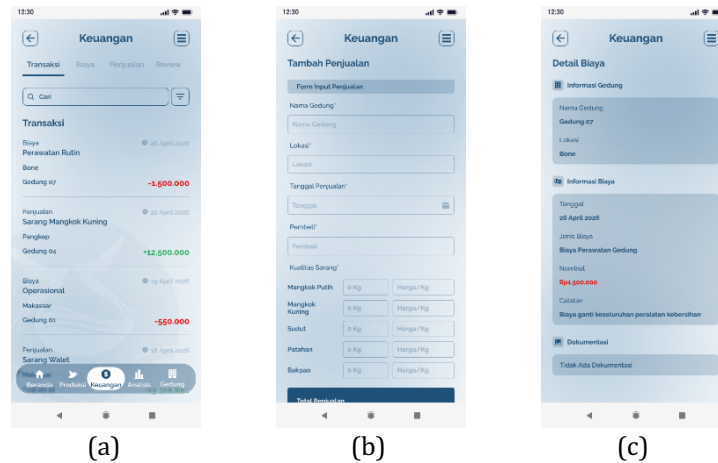 12:30
Keuangan
Transaksi Biaya Penjualan Review
Cari
Transaksi
Biaya 26 April 2026
Perawatan Rutin
Bone
Gedung 07 -1.500.000
Penjualan 22 April 2026
Sarang Mangkok Kuning
Pangkep
Gedung 04 +12.500.000
Biaya 19 April 2026
Operasional
Makassar
Gedung 01 -550.000
Penjualan 18 April 2026
Sarang Walet
Beranda Produksi Keuangan Analisis Gedung
(a)
12:30
Keuangan
Tambah Penjualan
Form Input Penjualan
Nama Gedung*
Nama Gedung
Lokasi*
Lokasi
Tanggal Penjualan*
Tanggal
Pembeli*
Pembeli
Kualitas Sarang*
Mangkok Putih 0 Kg Harga/Kg
Mangkok
Kuning 0 Kg Harga/Kg
Sudut 0 Kg Harga/Kg
Patahan 0 Kg Harga/Kg
Bakpao 0 Kg Harga/Kg
Total Penjualan
(b)
12:30
Keuangan
Detail Biaya
Informasi Gedung
Nama Gedung
Gedung 07
Lokasi
Bone
Informasi Biaya
Tanggal
26 April 2026
Jenis Biaya
Biaya Perawatan Gedung
Nominal
Rp1.500.000
Catatan
Biaya ganti keseluruhan peralatan kebersihan
Dokumentasi
Tidak Ada Dokumentasi
(c)